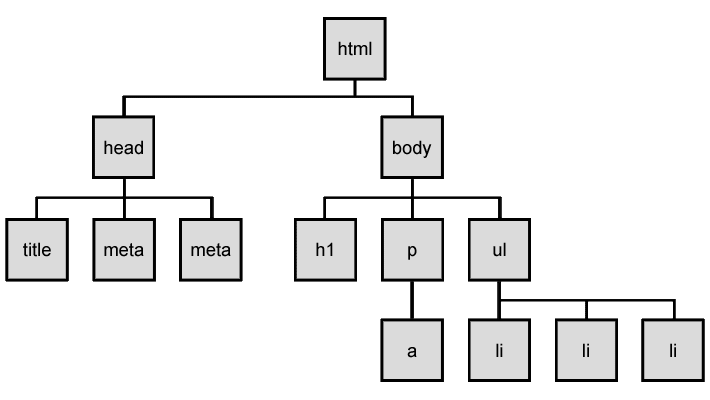 html
head body
title meta meta h1 p ul
a li li li